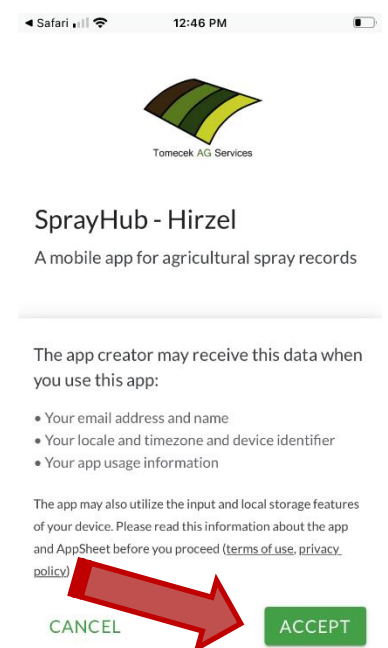 Safari 12:46 PM
Tomecek AG Services
SprayHub - Hirzel
A mobile app for agricultural spray records
The app creator may receive this data when
you use this app:
• Your email address and name
• Your locale and timezone and device identifier
• Your app usage information
The app may also utilize the input and local storage features
of your device. Please read this information about the app
and AppSheet before you proceed (terms of use, privacy
policy)
CANCEL ACCEPT